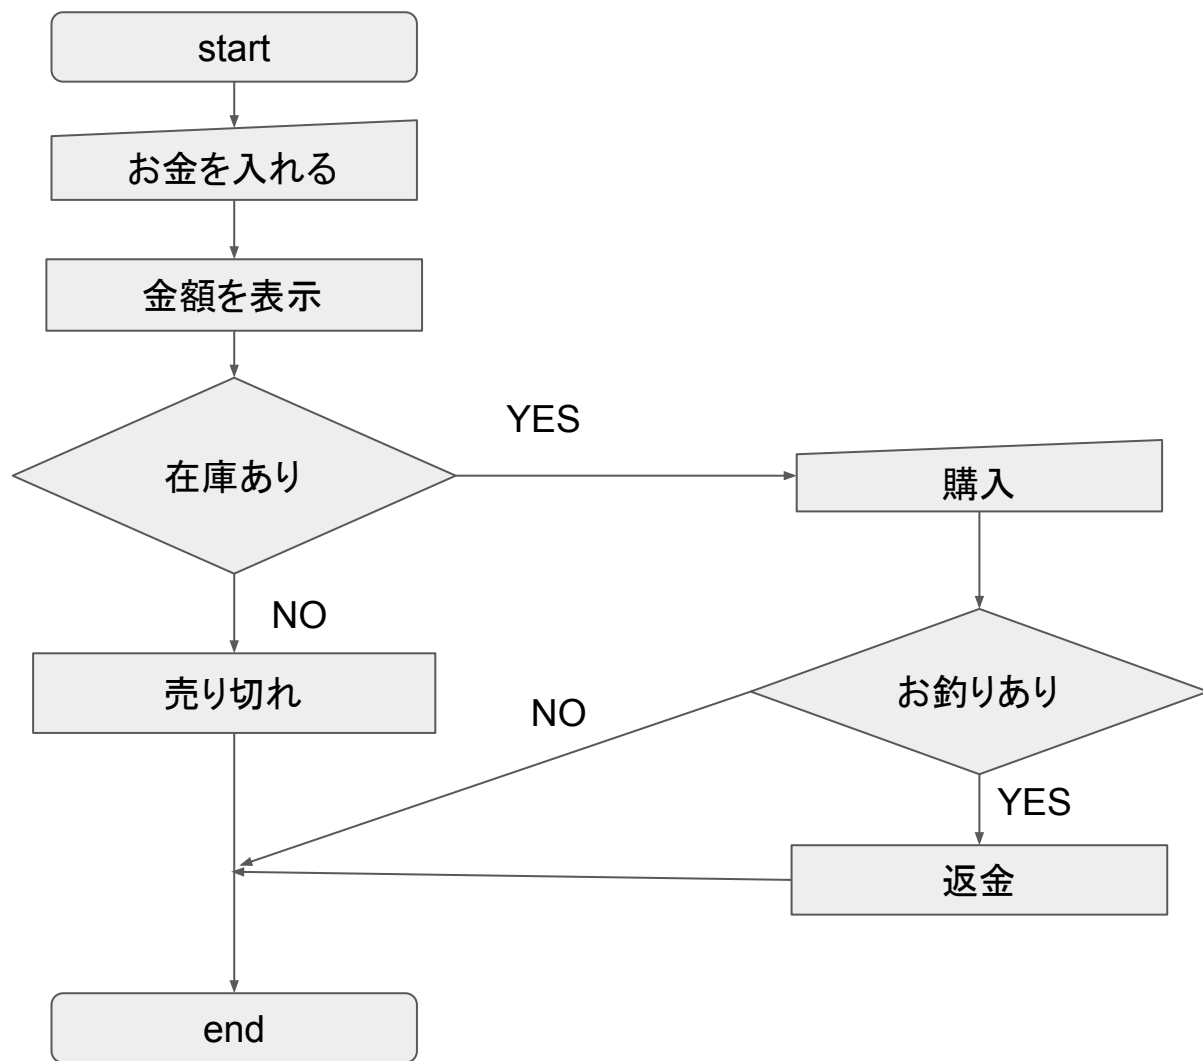 start
お金を入れる
金額を表示
在庫あり
YES
購入
NO
売り切れ
お釣りあり
NO
YES
返金
end